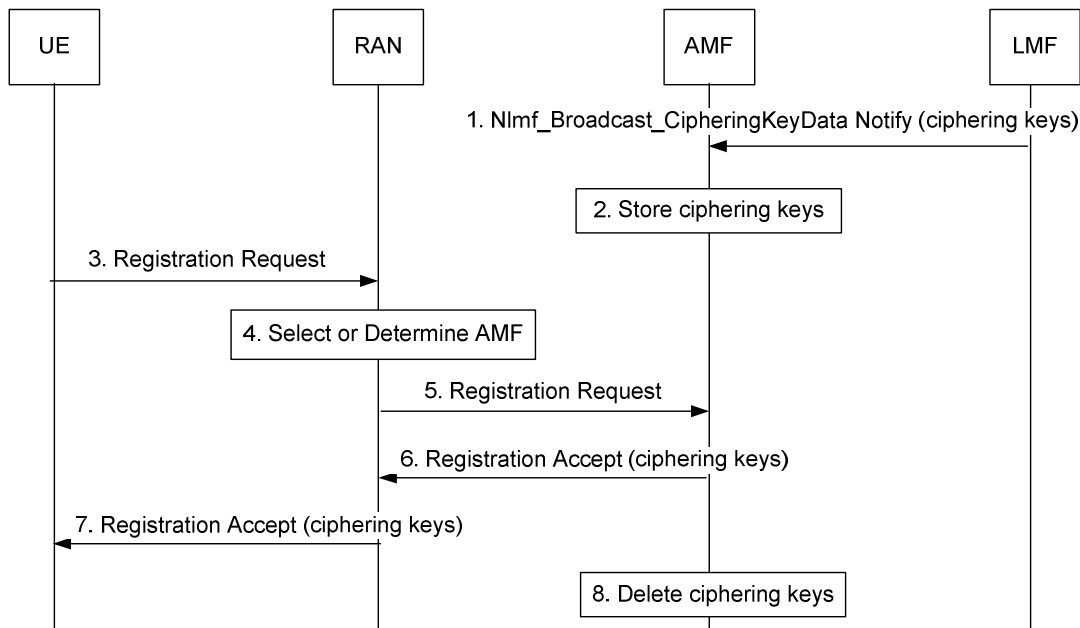 UE
RAN
AMF
LMF
1. Nlmf_Broadcast_CipheringKeyData Notify (ciphering keys)
2. Store ciphering keys
3. Registration Request
4. Select or Determine AMF
5. Registration Request
6. Registration Accept (ciphering keys)
7. Registration Accept (ciphering keys)
8. Delete ciphering keys